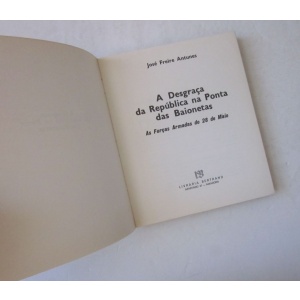 José Freire Antunes
A Desgraça
da República na Ponta
das Baionetas
As Forças Armadas do 28 de Maio
LIVRARIA BERTRAND